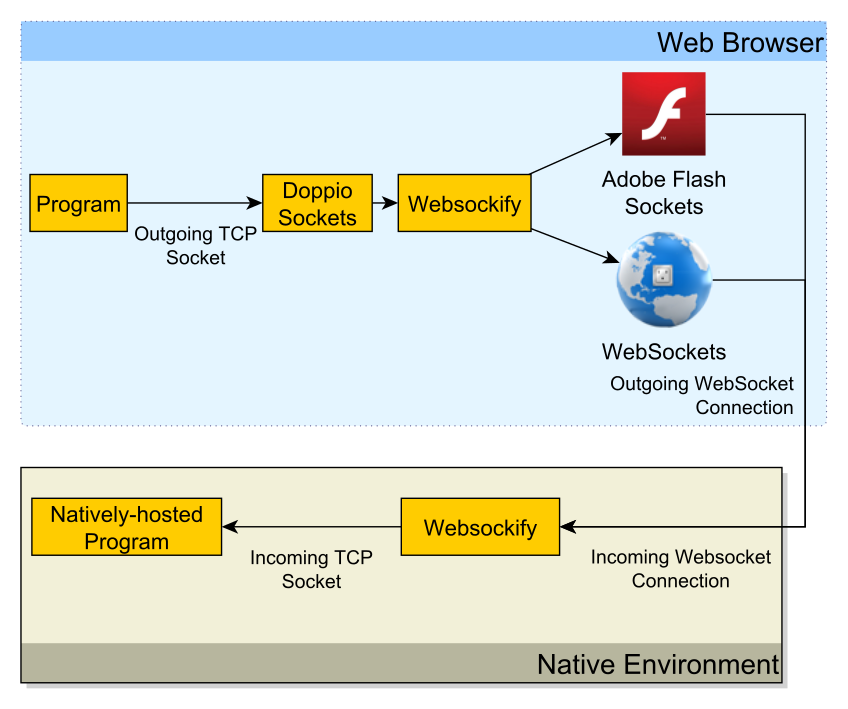 Web Browser
Program
Outgoing TCP
Socket
Doppio
Sockets
Websockify
Adobe Flash
Sockets
WebSockets
Outgoing WebSocket
Connection
Natively-hosted
Program
Incoming TCP
Socket
Websockify
Incoming Websocket
Connection
Native Environment